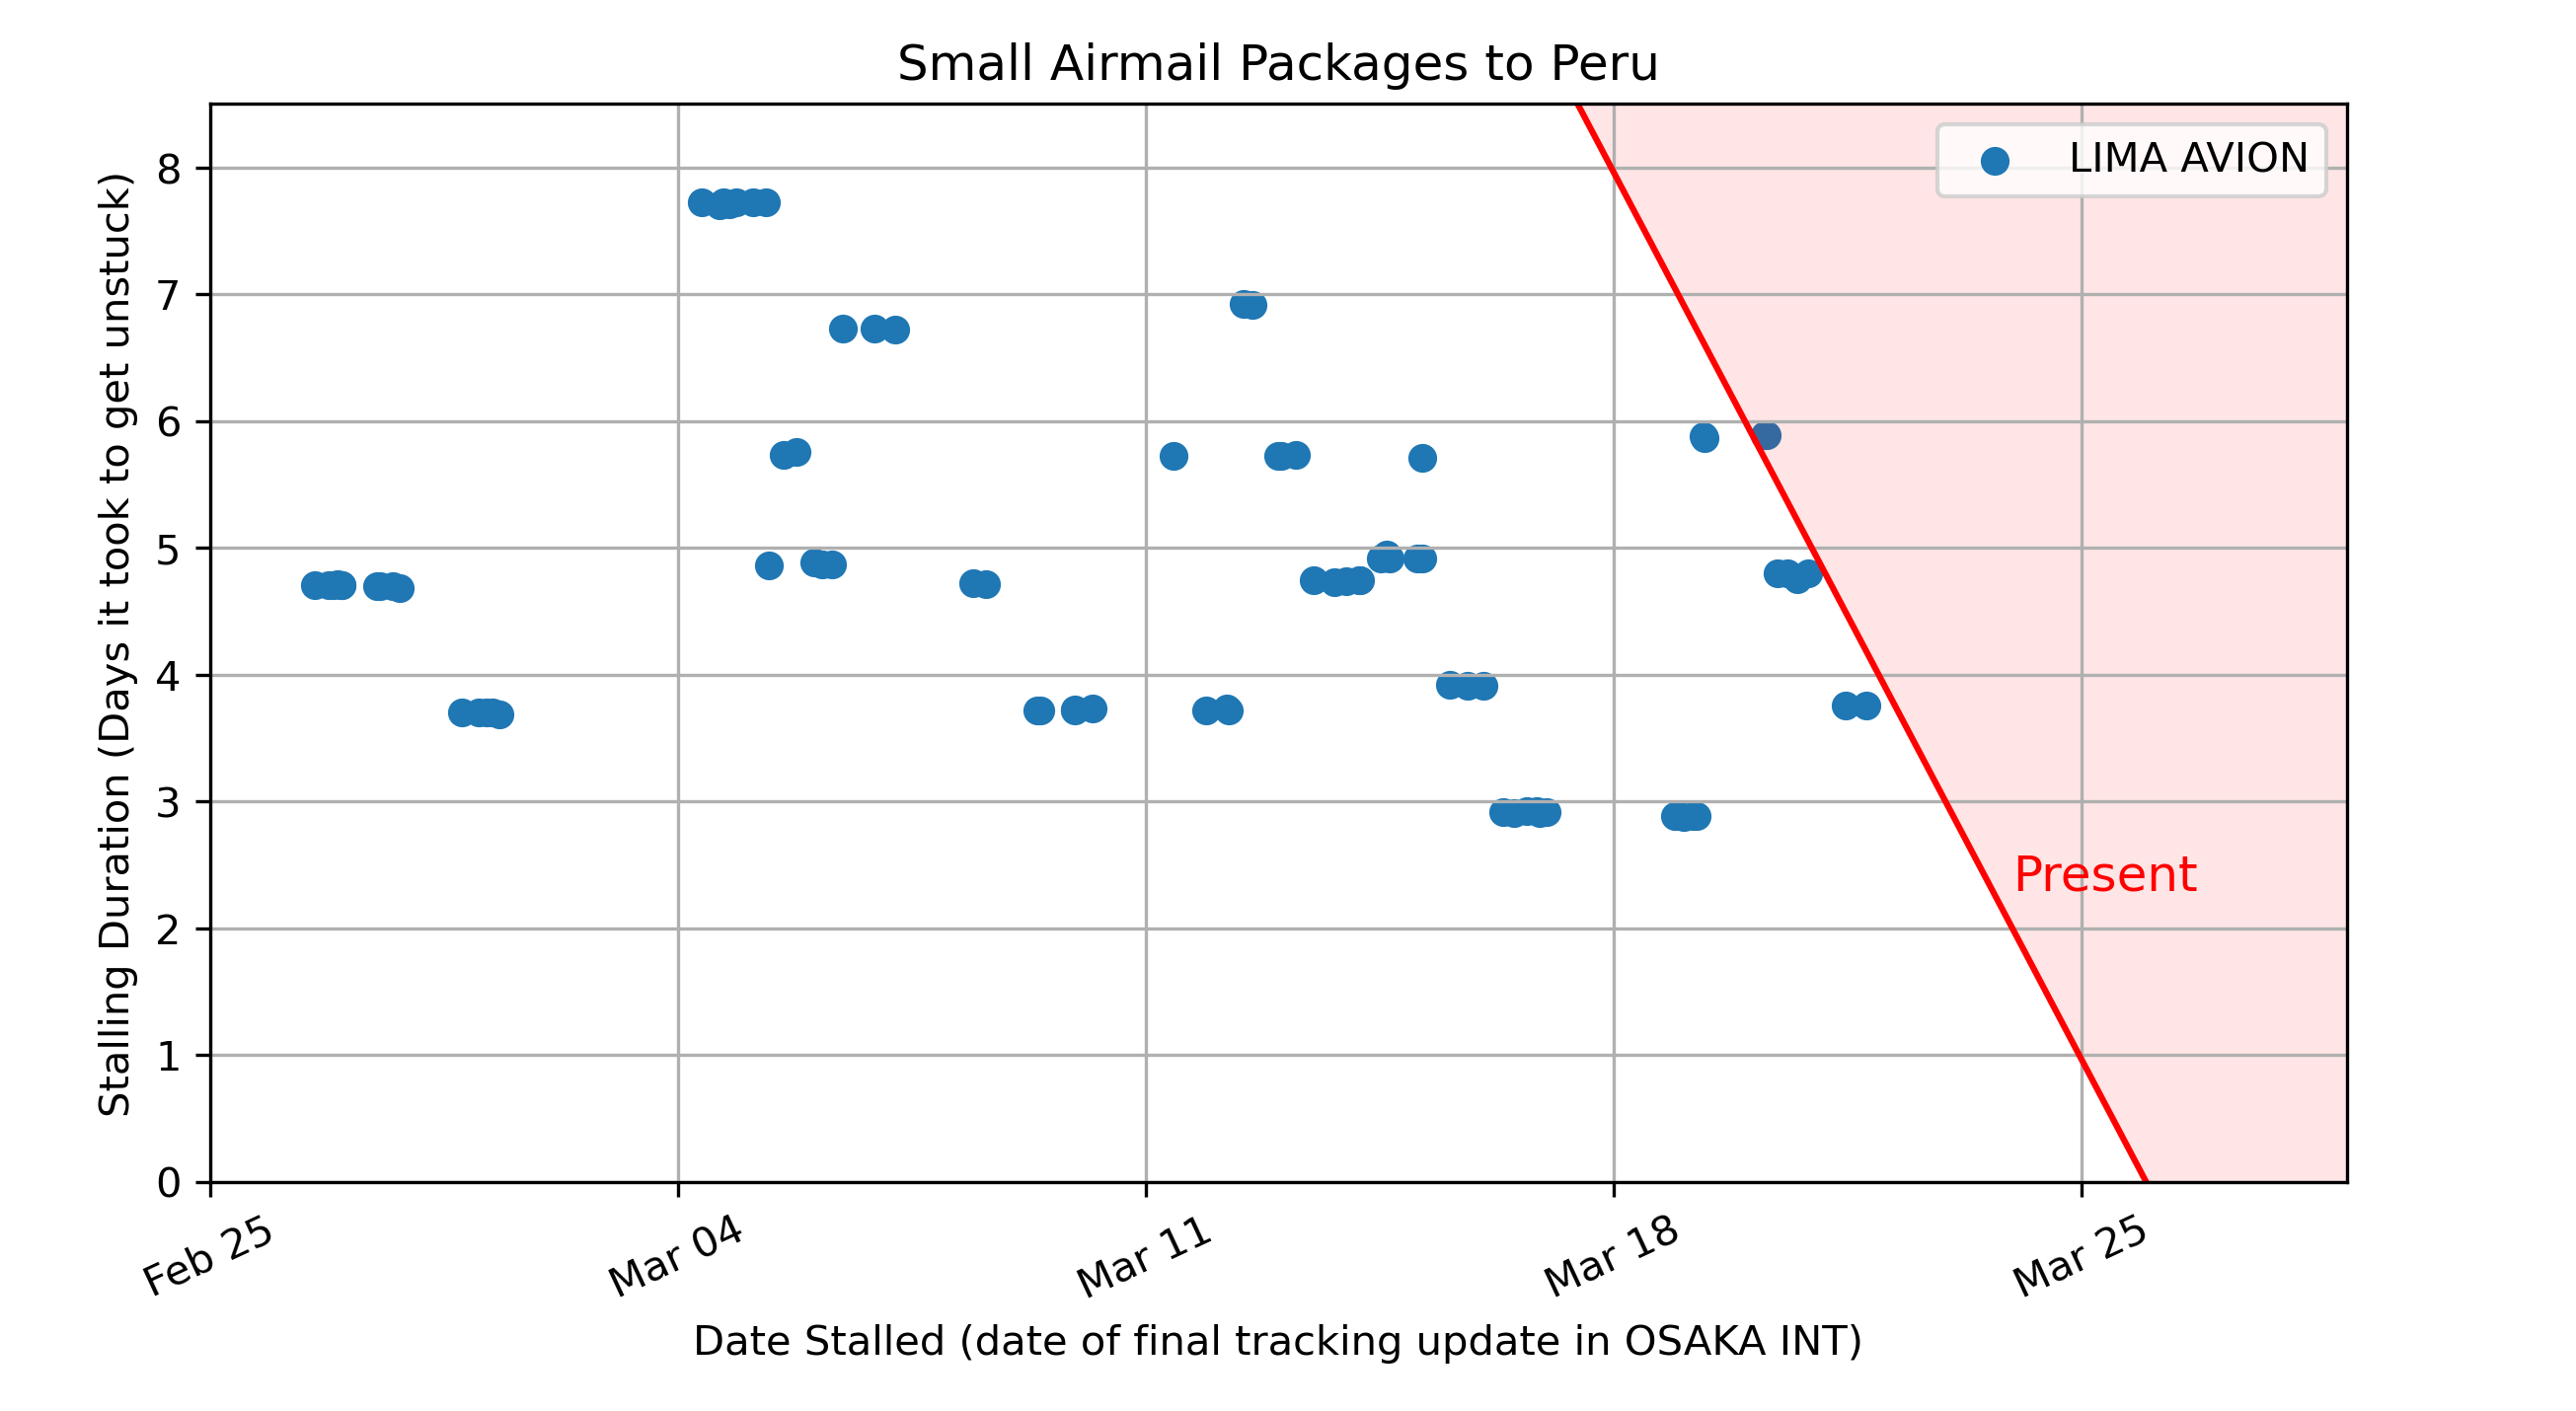 Small Airmail Packages to Peru
LIMA AVION
Stalling Duration (Days it took to get unstuck)
8
7
6
5
4
3
2
1
0
Present
Feb 25
Mar 04
Mar 11
Mar 18
Mar 25
Date Stalled (date of final tracking update in OSAKA INT)